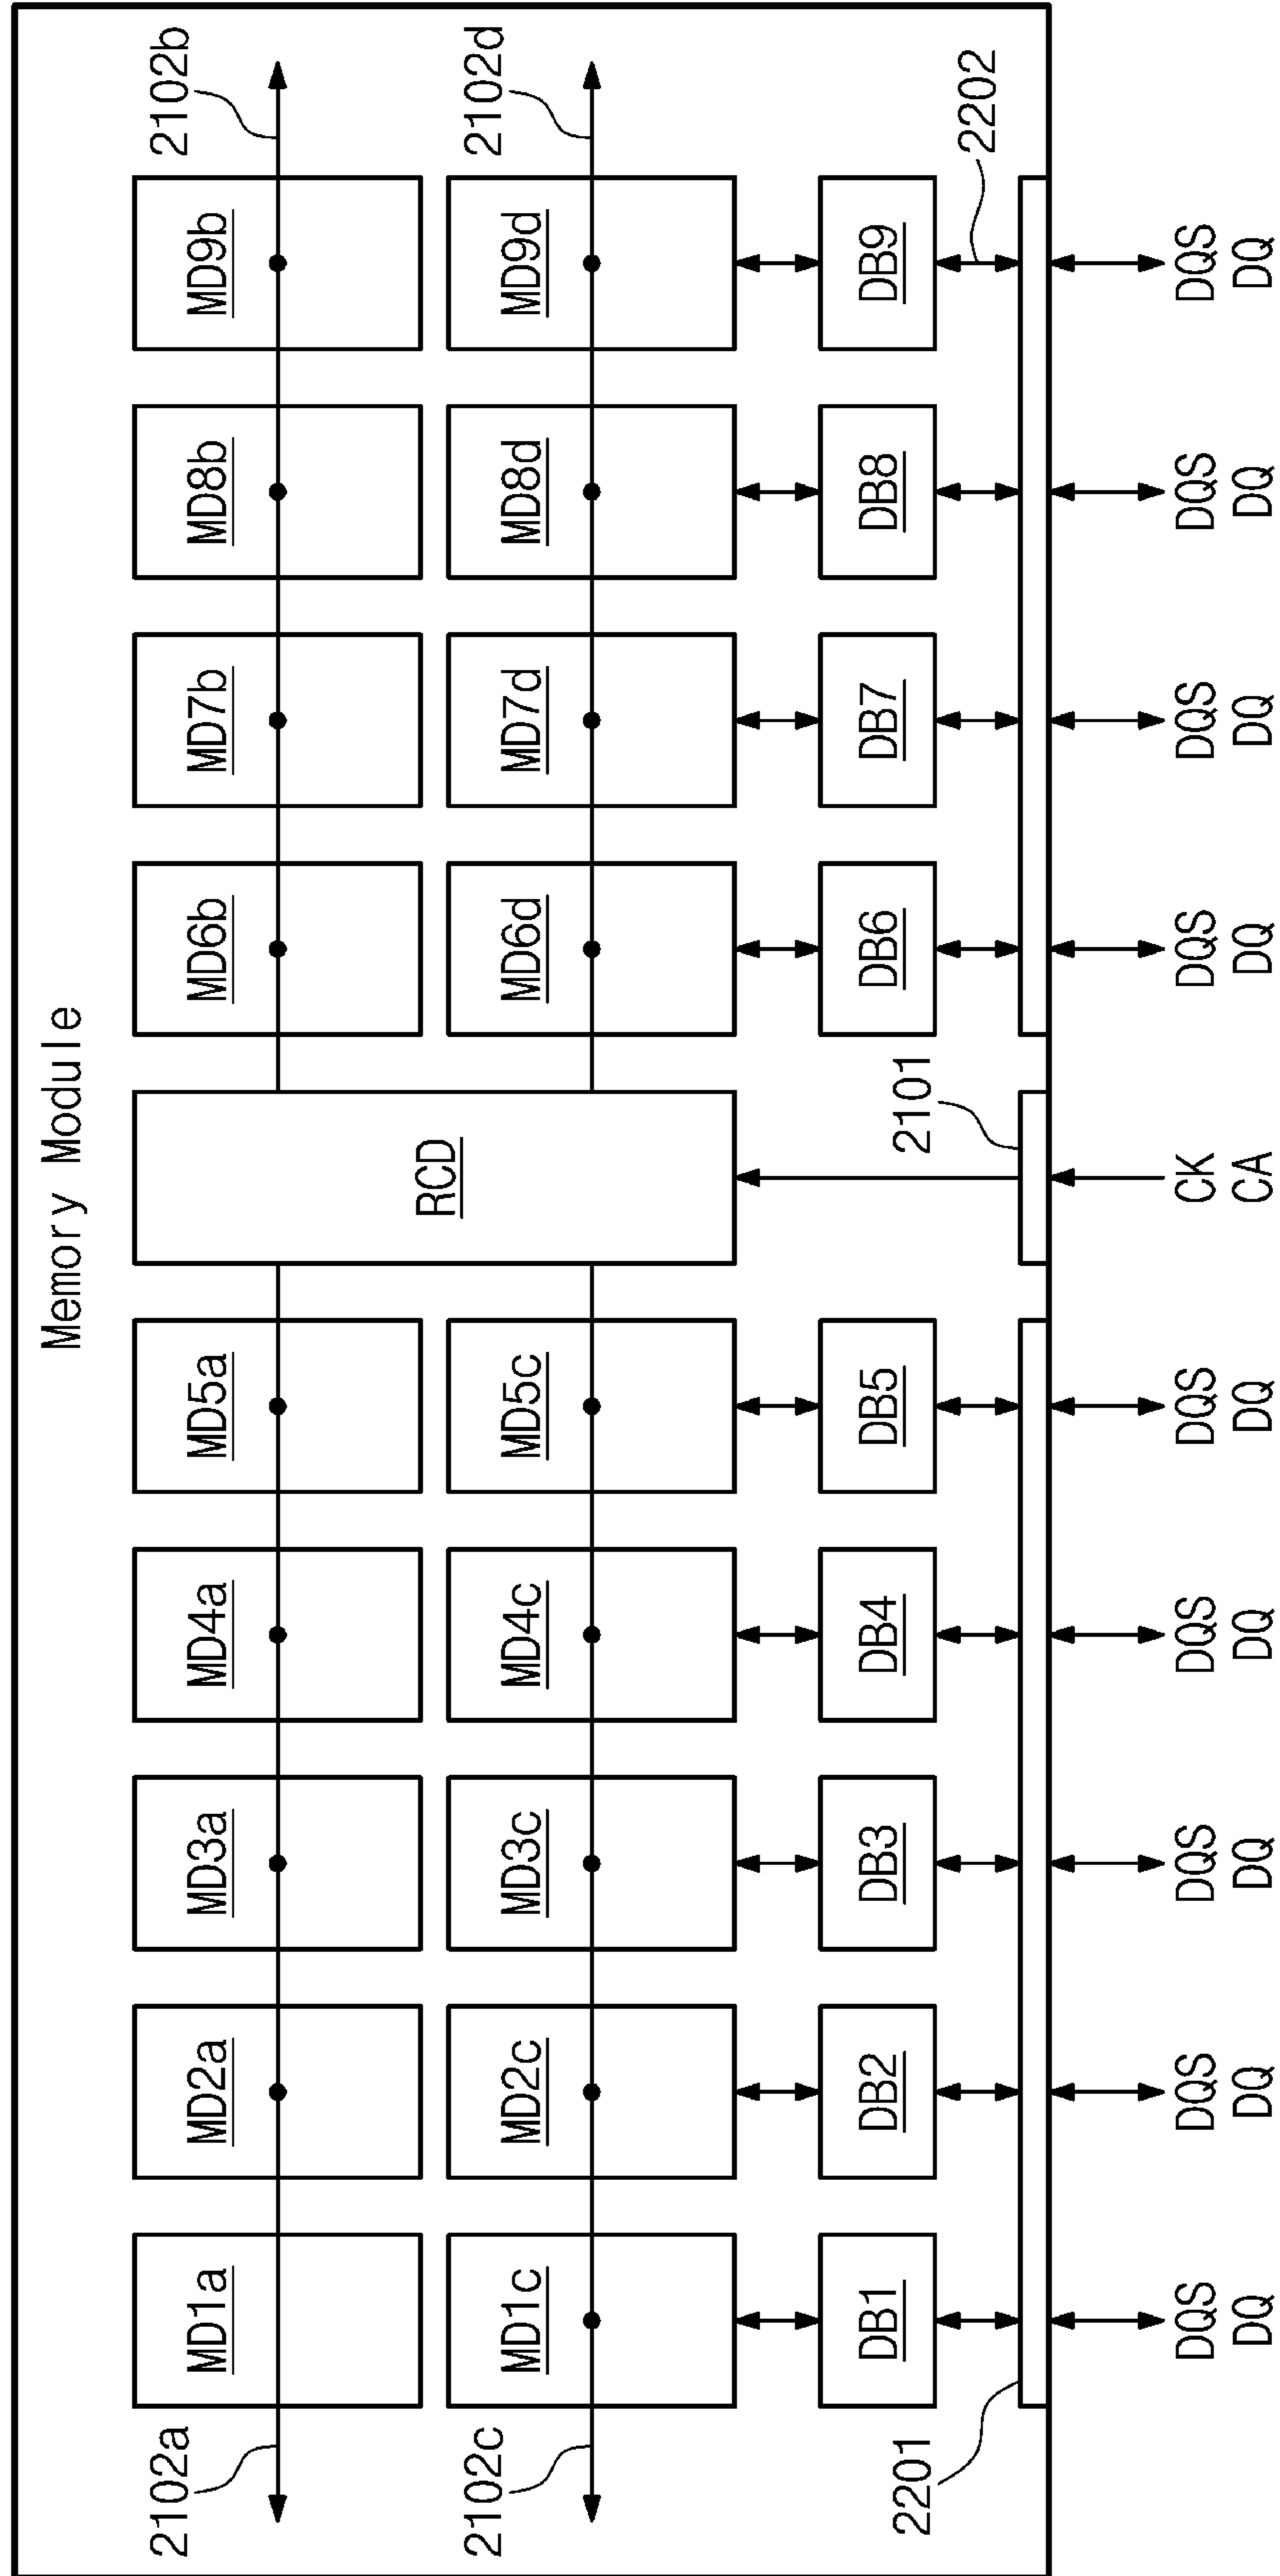 Memory Module
2102a
2102b
MD1a
MD2a
MD3a
MD4a
MD5a
MD6b
MD7b
MD8b
MD9b
RCD
2102c
2102d
MD1c
MD2c
MD3c
MD4c
MD5c
MD6d
MD7d
MD8d
MD9d
DB1
DB2
DB3
DB4
DB5
DB6
DB7
DB8
DB9
2201
2101
2202
DQS
DQ
DQS
DQ
DQS
DQ
DQS
DQ
DQS
DQ
CK
CA
DQS
DQ
DQS
DQ
DQS
DQ
DQS
DQ